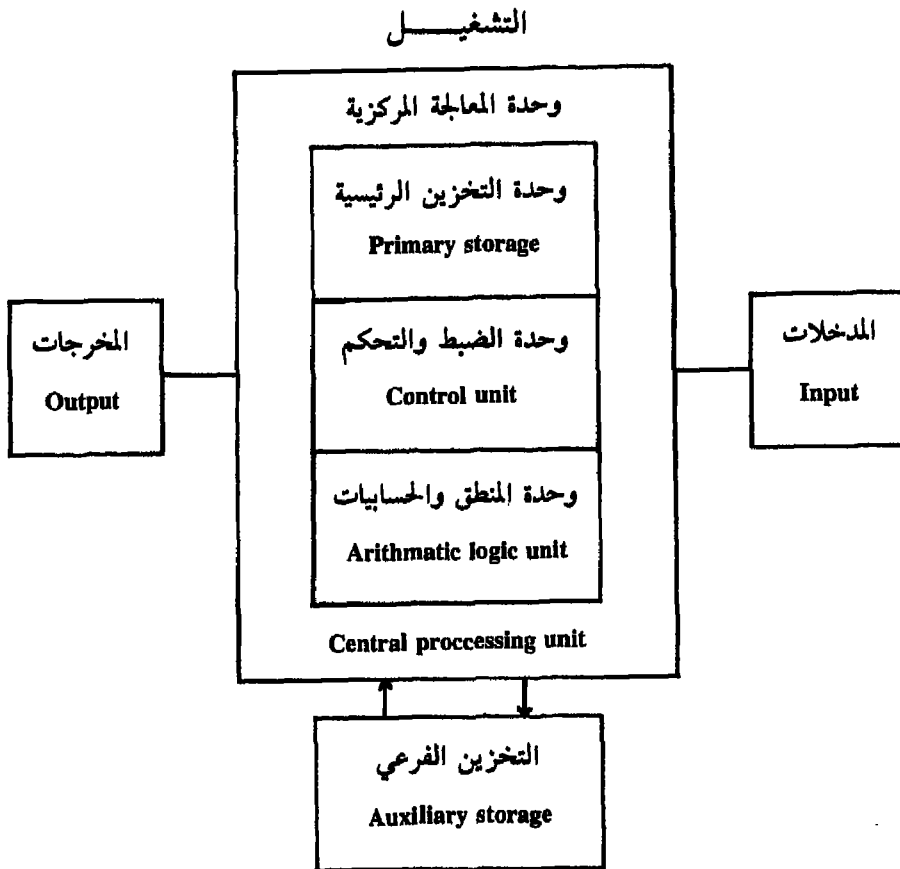 التشغيــــل
وحدة المعالجة المركزية
وحدة التخزين الرئيسية
Primary storage
وحدة الضبط والتحكم
Control unit
وحدة المنطق والحسابيات
Arithmatic logic unit
Central proccessing unit
المدخلات
Input
المخرجات
Output
التخزين الفرعي
Auxiliary storage